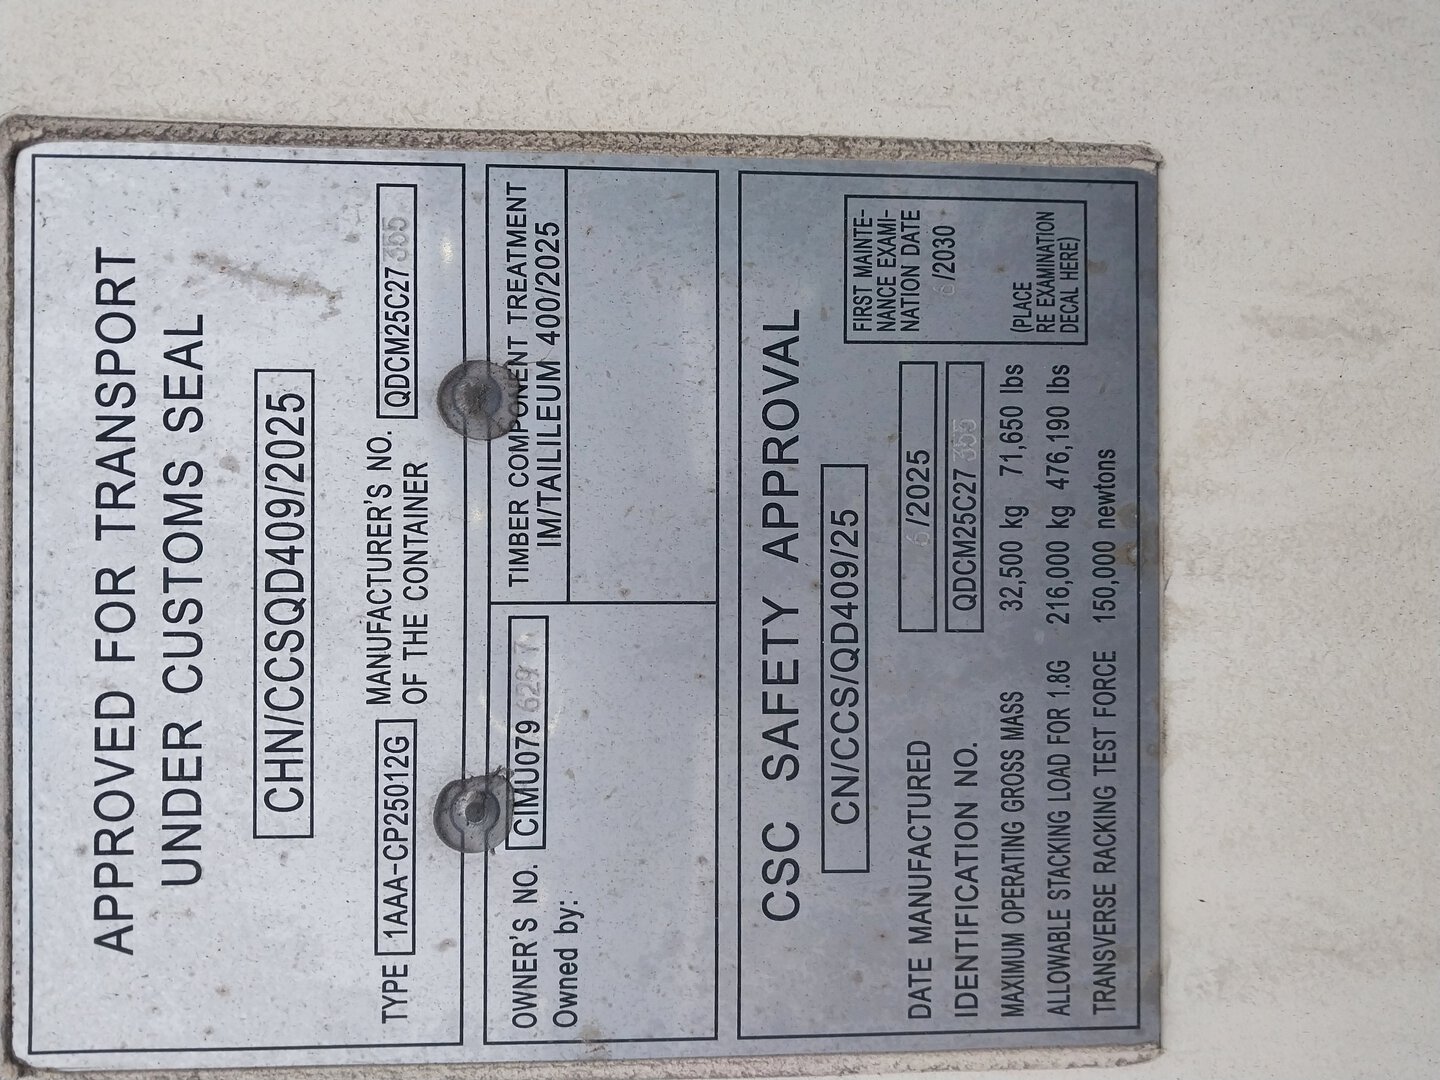 APPROVED FOR TRANSPORT
UNDER CUSTOMS SEAL
CHN/CCSQD409/2025
TYPE 1AAA-CP25012G MANUFACTURER'S NO. OF THE CONTAINER QDCM25C27 355
OWNER'S NO. CIMU079 629 7
Owned by:
TIMBER COMPONENT TREATMENT
IM/TAILILEUM 400/2025
CSC SAFETY APPROVAL
CN/CCS/QD409/25
DATE MANUFACTURED 6/2025
IDENTIFICATION NO. QDCM25C27 355
MAXIMUM OPERATING GROSS MASS 32,500 kg 71,650 lbs
ALLOWABLE STACKING LOAD FOR 1.8G 216,000 kg 476,190 lbs
TRANSVERSE RACKING TEST FORCE 150,000 newtons
FIRST MAINTE-
NANCE EXAMI-
NATION DATE
6/2030
(PLACE
RE EXAMINATION
DECAL HERE)